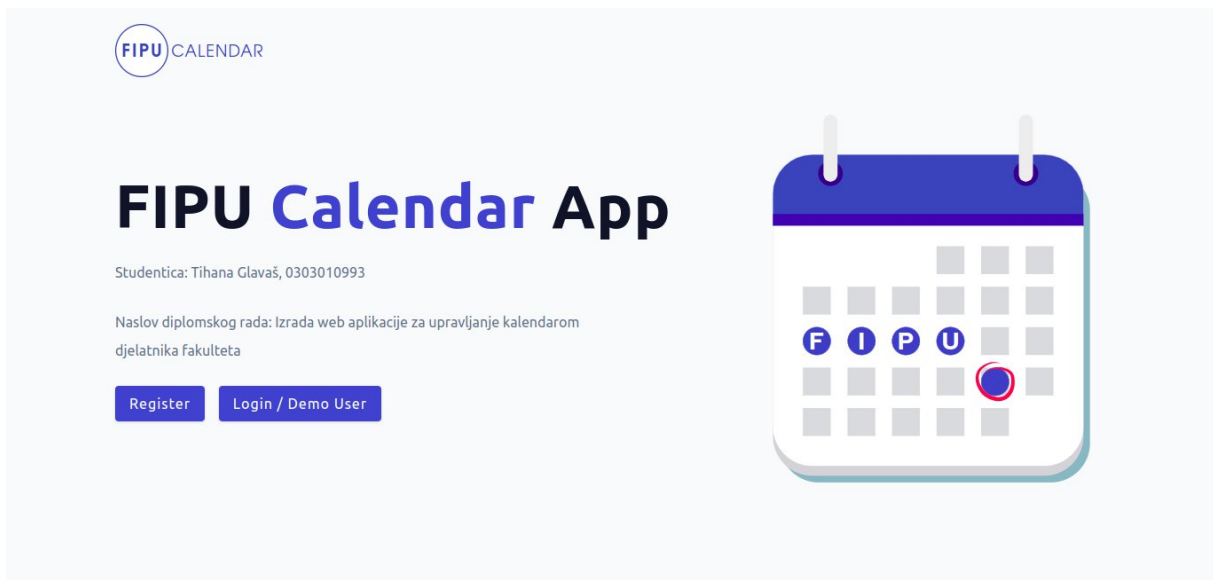 FIPU CALENDAR
FIPU Calendar App
Studentica: Tihana Glavaš, 0303010993
Naslov diplomskog rada: Izrada web aplikacije za upravljanje kalendarom
djelatnika fakulteta
Register
Login / Demo User
F I P U